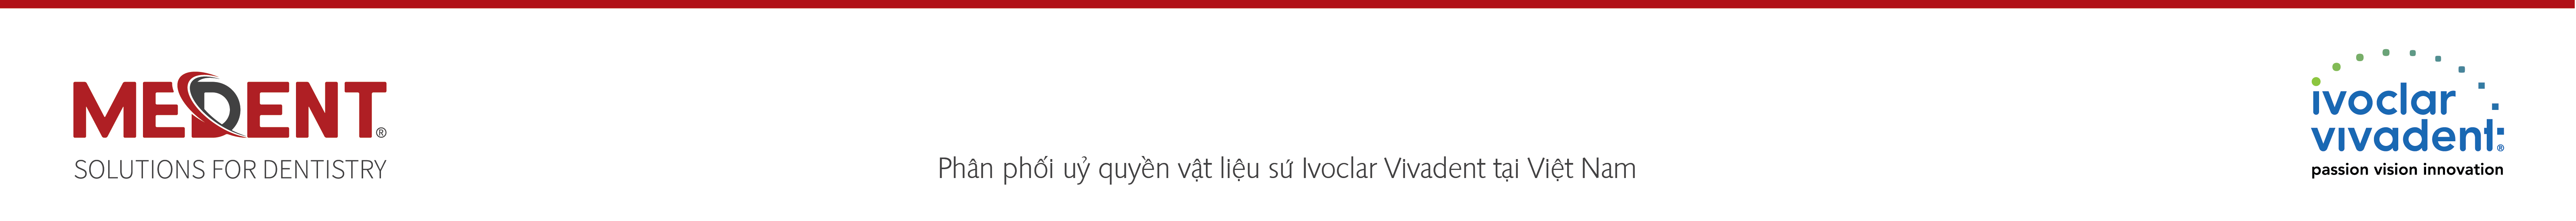 MEDENT®
SOLUTIONS FOR DENTISTRY
Phân phối uỷ quyền vật liệu sứ Ivoclar Vivadent tại Việt Nam
ivoclar
vivadent®
passion vision innovation